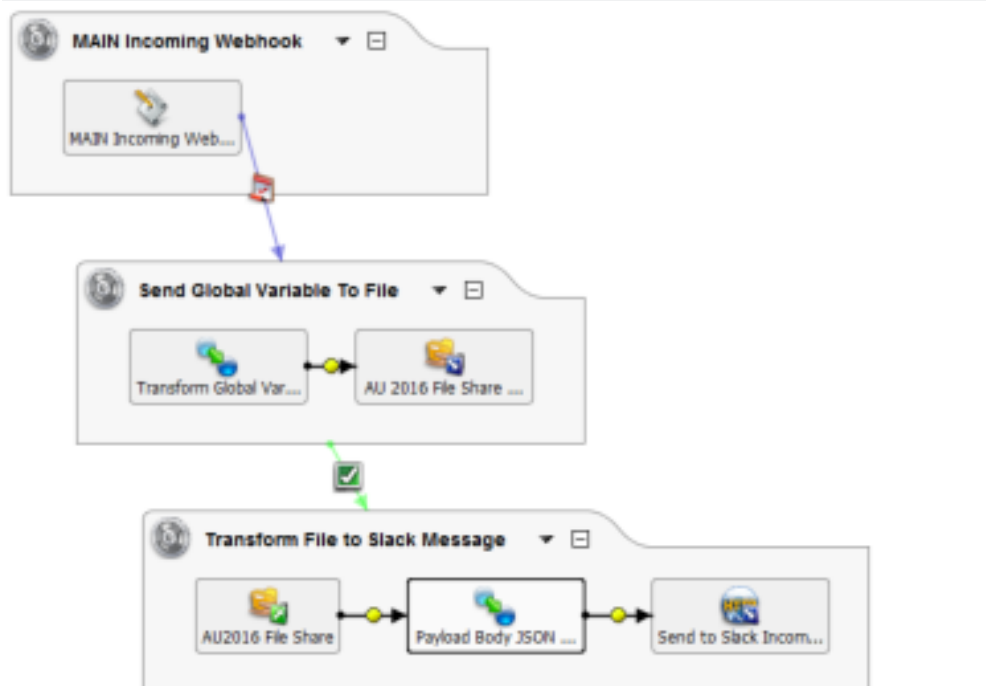 MAIN Incoming Webhook
MAIN Incoming Web....
Send Global Variable To File
Transform Global Var....
AU 2016 File Share ....
Transform File to Slack Message
AU2016 File Share
Payload Body JSON ....
Send to Slack Incom...